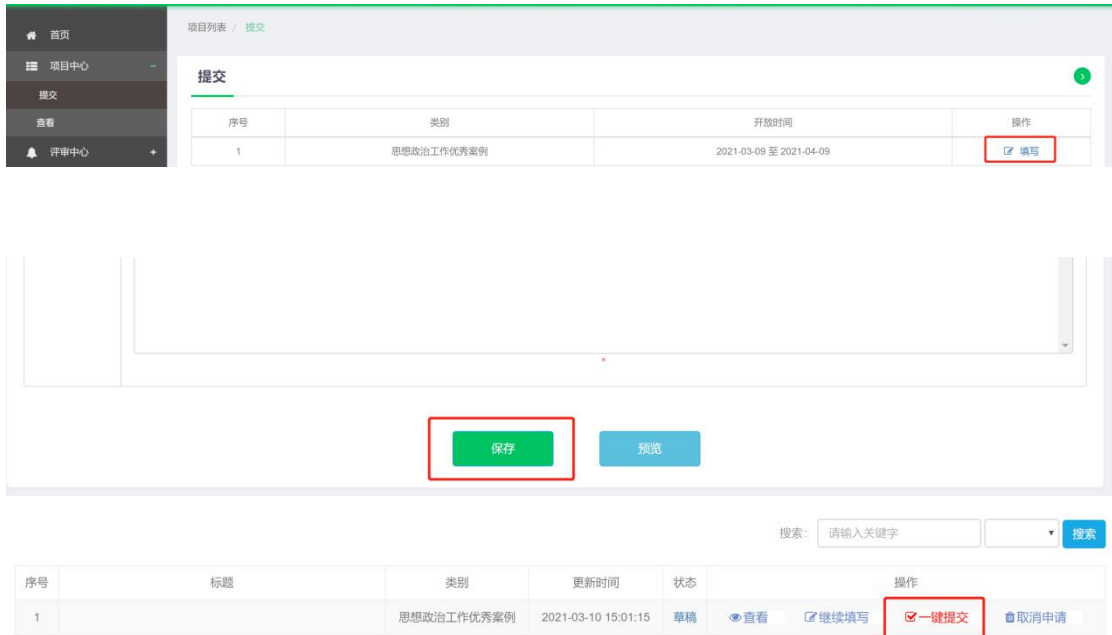 首页
项目列表 / 提交
项目中心 -
提交
提交
查看
序号 类别 开放时间 操作
评审中心 +
1 思想政治工作优秀案例 2021-03-09 至 2021-04-09 填写
*
保存 预览
搜索: 请输入关键字 搜索
序号 标题 类别 更新时间 状态 操作
1 思想政治工作优秀案例 2021-03-10 15:01:15 草稿 查看 继续填写 一键提交 取消申请